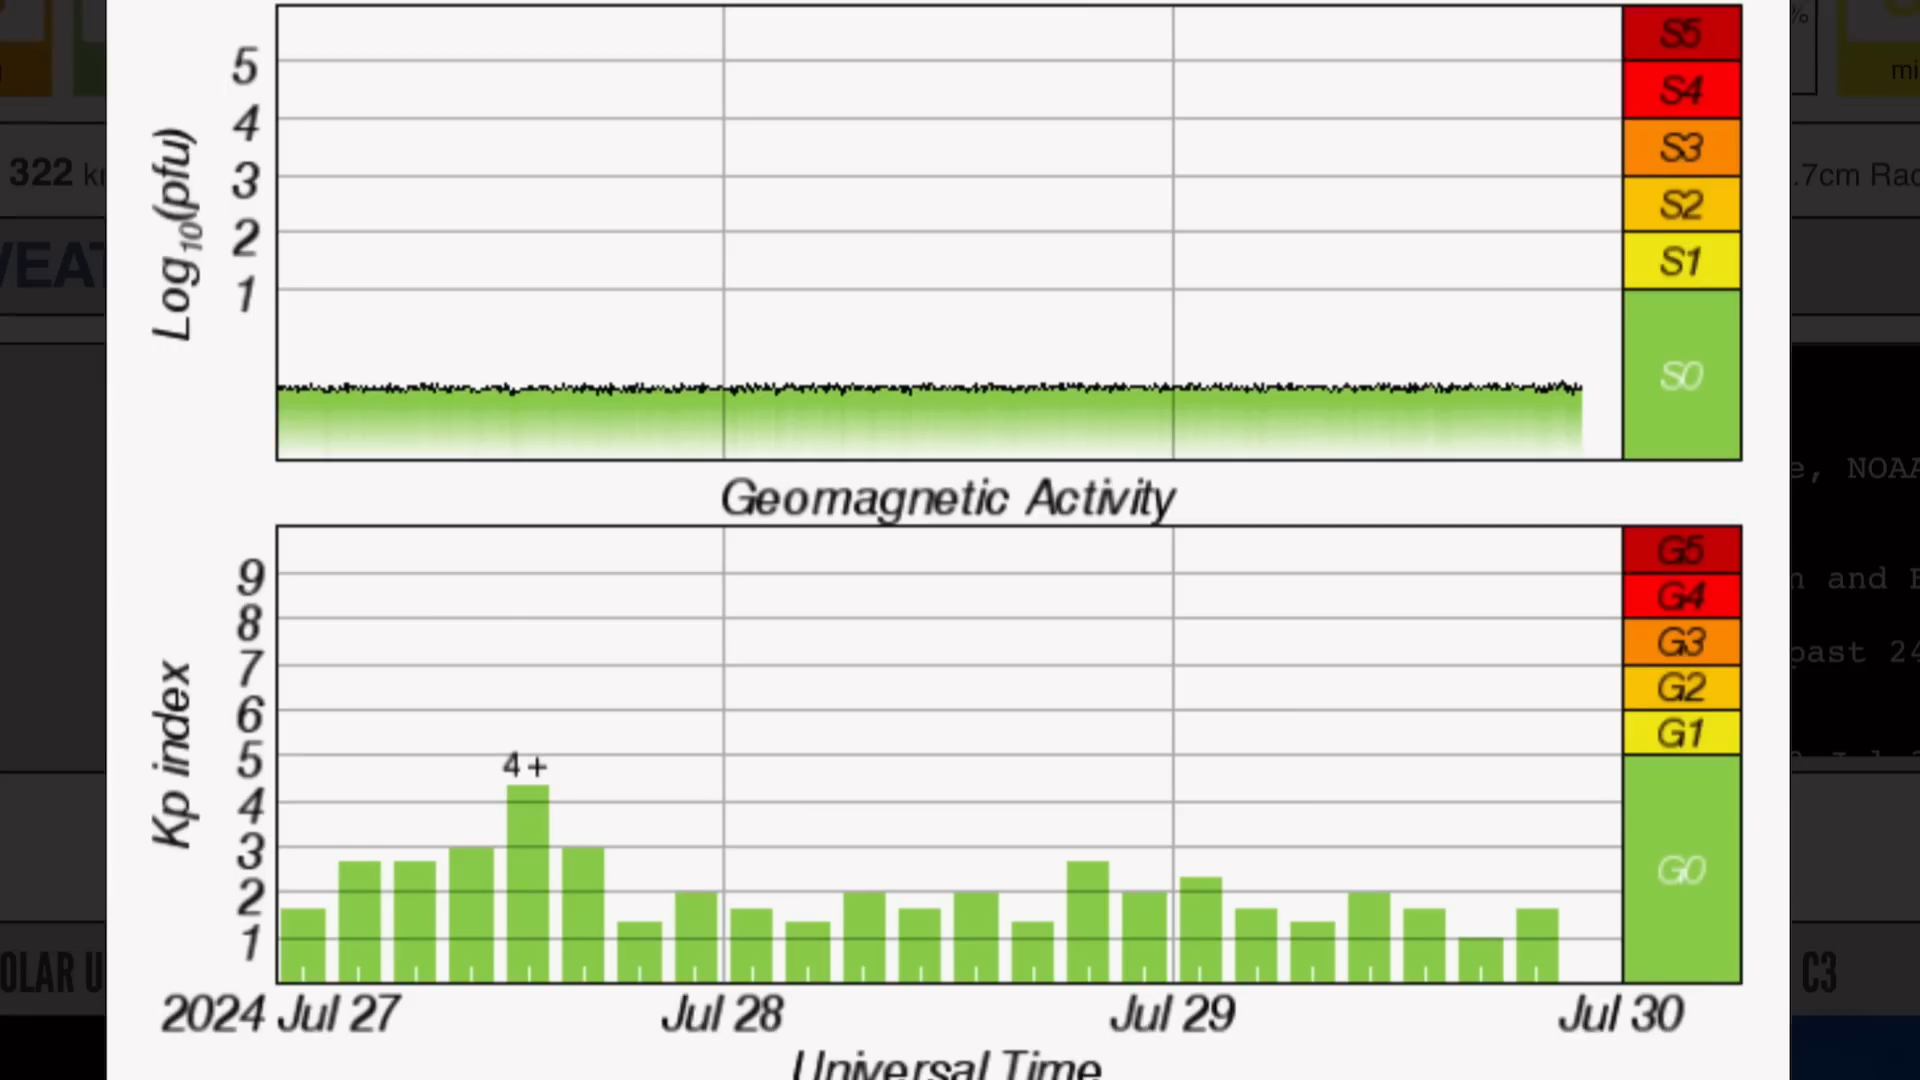 S5
5
S4
4
S3
322
3
.7cm
S2
2
S1
1
Log10(pfu)
S0
Geomagnetic Activity
G5
9
G4
8
G3
past 24
7
G2
6
G1
5
4+
4
3
G0
2
1
Kp index
C3
2024 Jul 27
Jul 28
Jul 29
Jul 30
Universal Time
e, NOAA
and